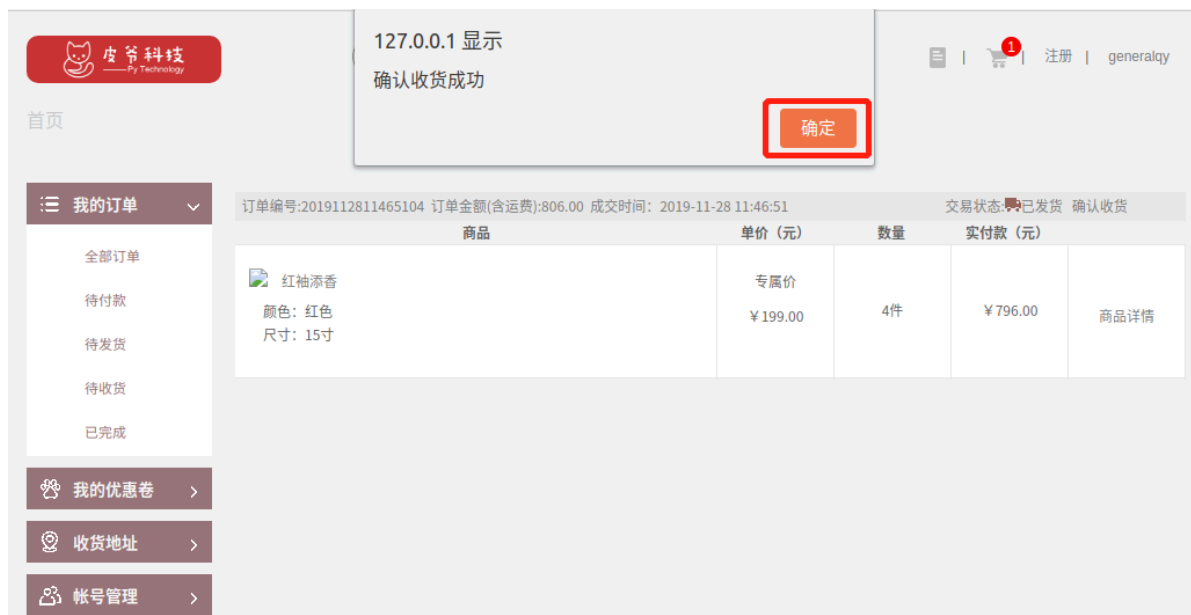 皮爷科技
Py Technology
127.0.0.1 显示
确认收货成功
确定
1
| | 注册 | generalqy
首页
我的订单
全部订单
待付款
待发货
待收货
已完成
我的优惠卷
收货地址
帐号管理
订单编号:2019112811465104 订单金额(含运费):806.00 成交时间：2019-11-28 11:46:51 交易状态:已发货 确认收货
商品 单价（元） 数量 实付款（元）
红袖添香
颜色：红色
尺寸：15寸
专属价
￥199.00
4件
￥796.00
商品详情